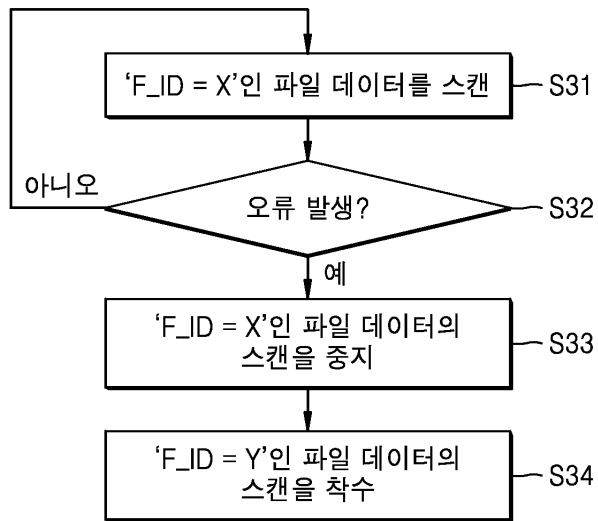 ‘F_ID = X’인 파일 데이터를 스캔
S31
아니오
오류 발생?
S32
예
‘F_ID = X’인 파일 데이터의
스캔을 중지
S33
‘F_ID = Y’인 파일 데이터의
스캔을 착수
S34